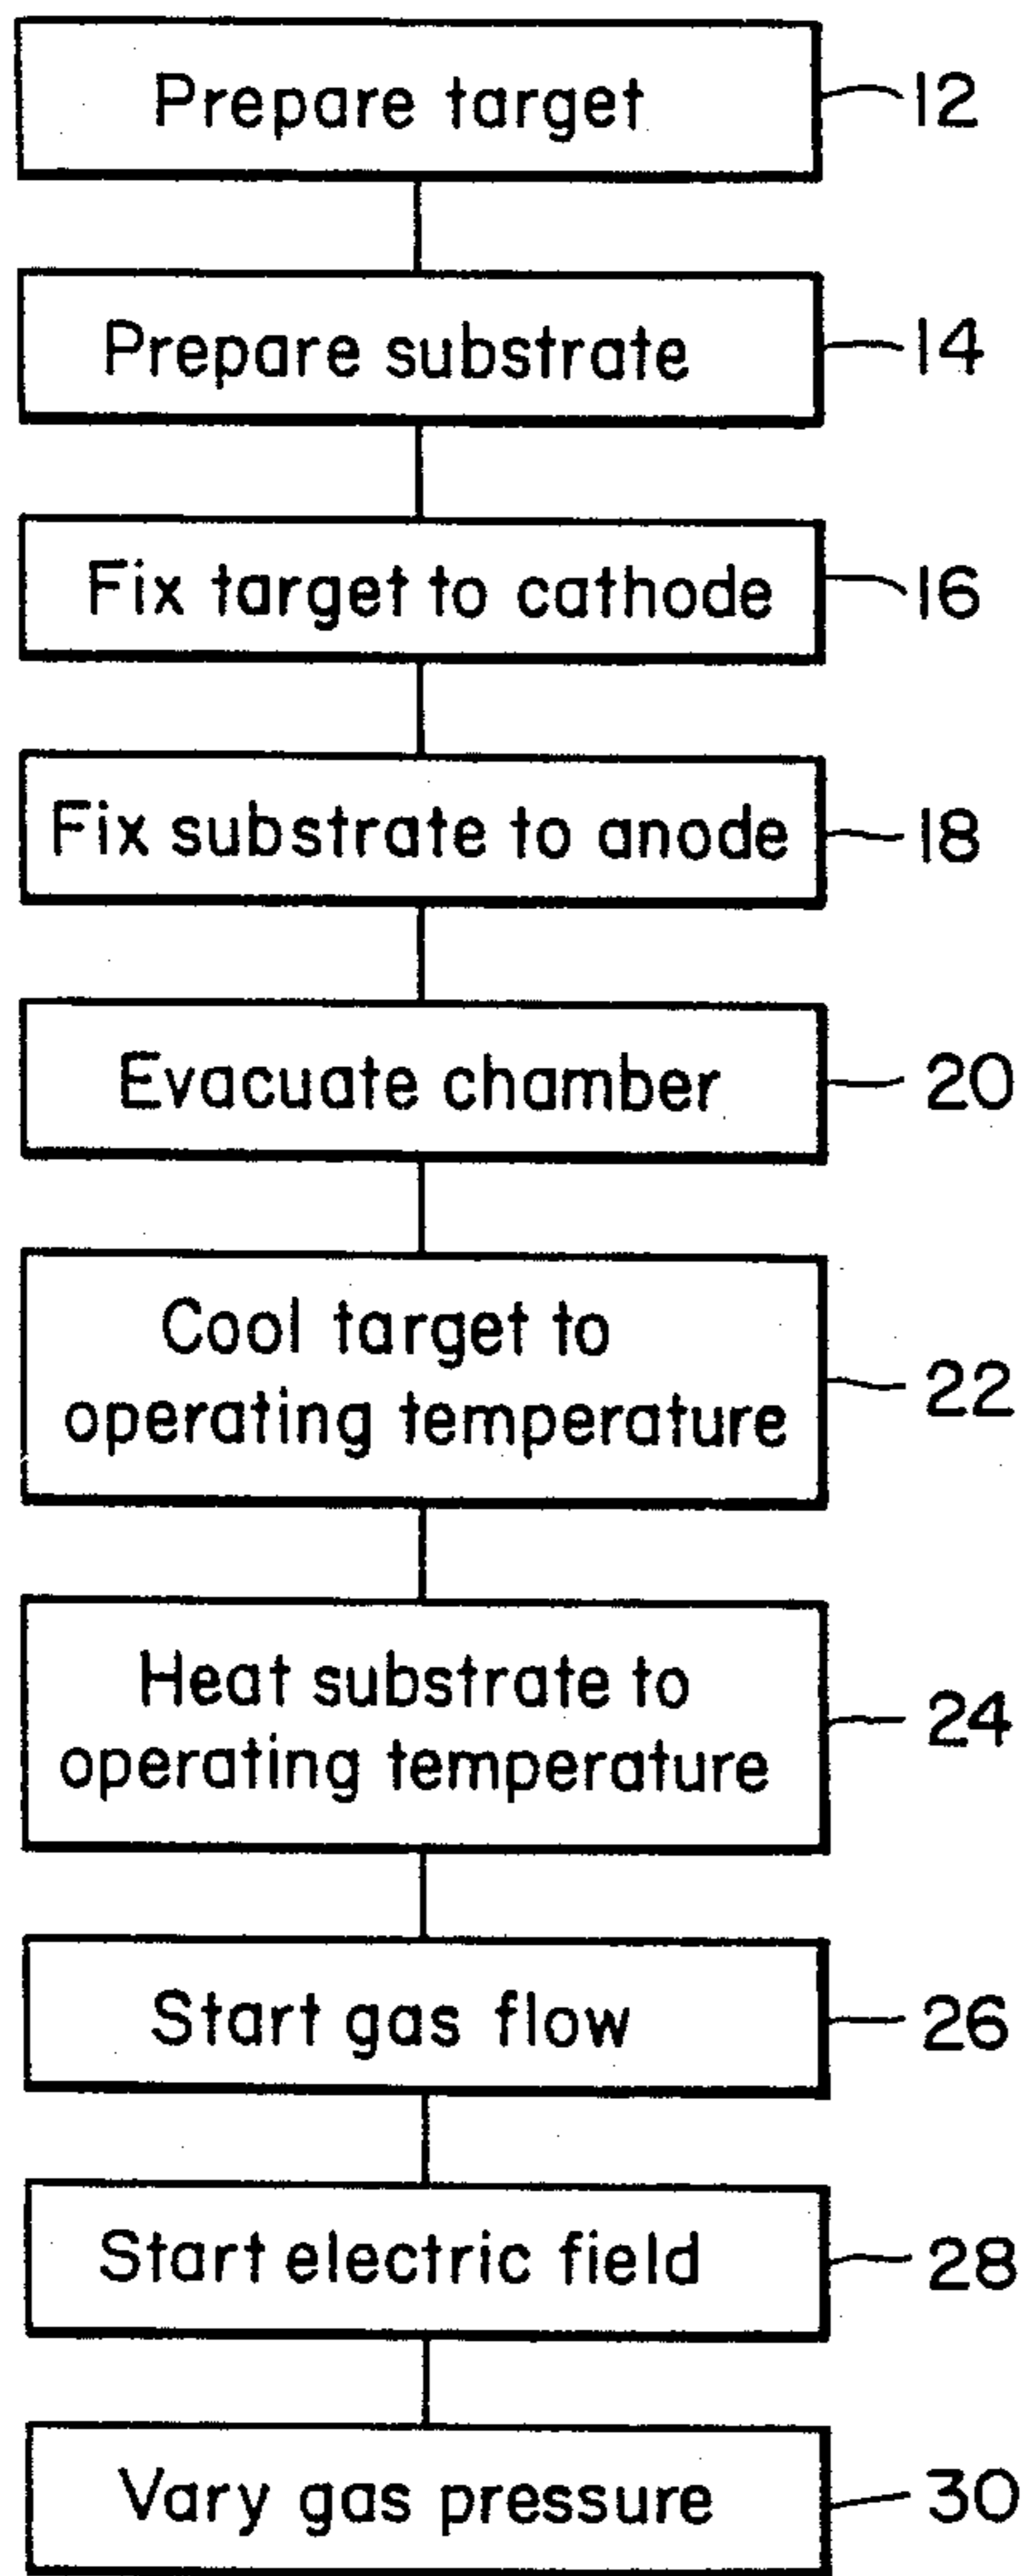 Prepare target 12
Prepare substrate 14
Fix target to cathode 16
Fix substrate to anode 18
Evacuate chamber 20
Cool target to
operating temperature 22
Heat substrate to
operating temperature 24
Start gas flow 26
Start electric field 28
Vary gas pressure 30